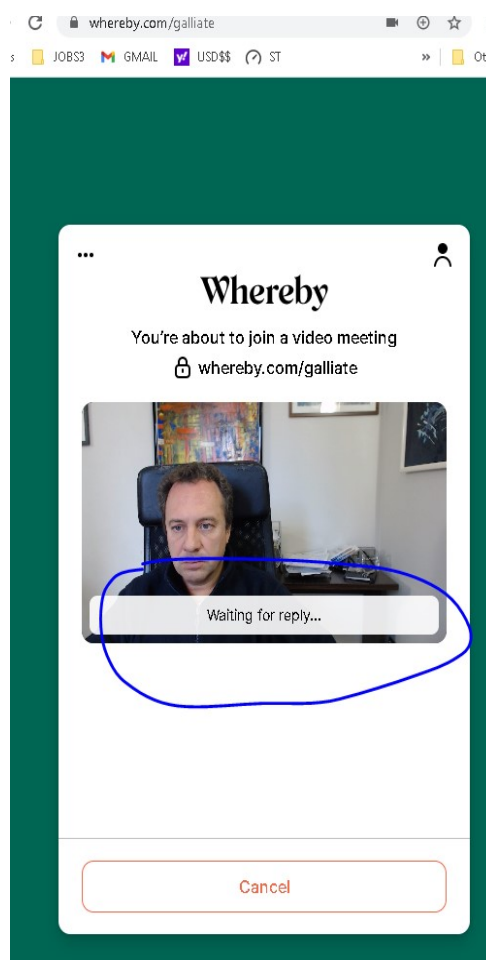 whereby.com/galliate
JOBS3 GMAIL USD$$ ST » Ot
Whereby
You're about to join a video meeting
whereby.com/galliate
Waiting for reply...
Cancel